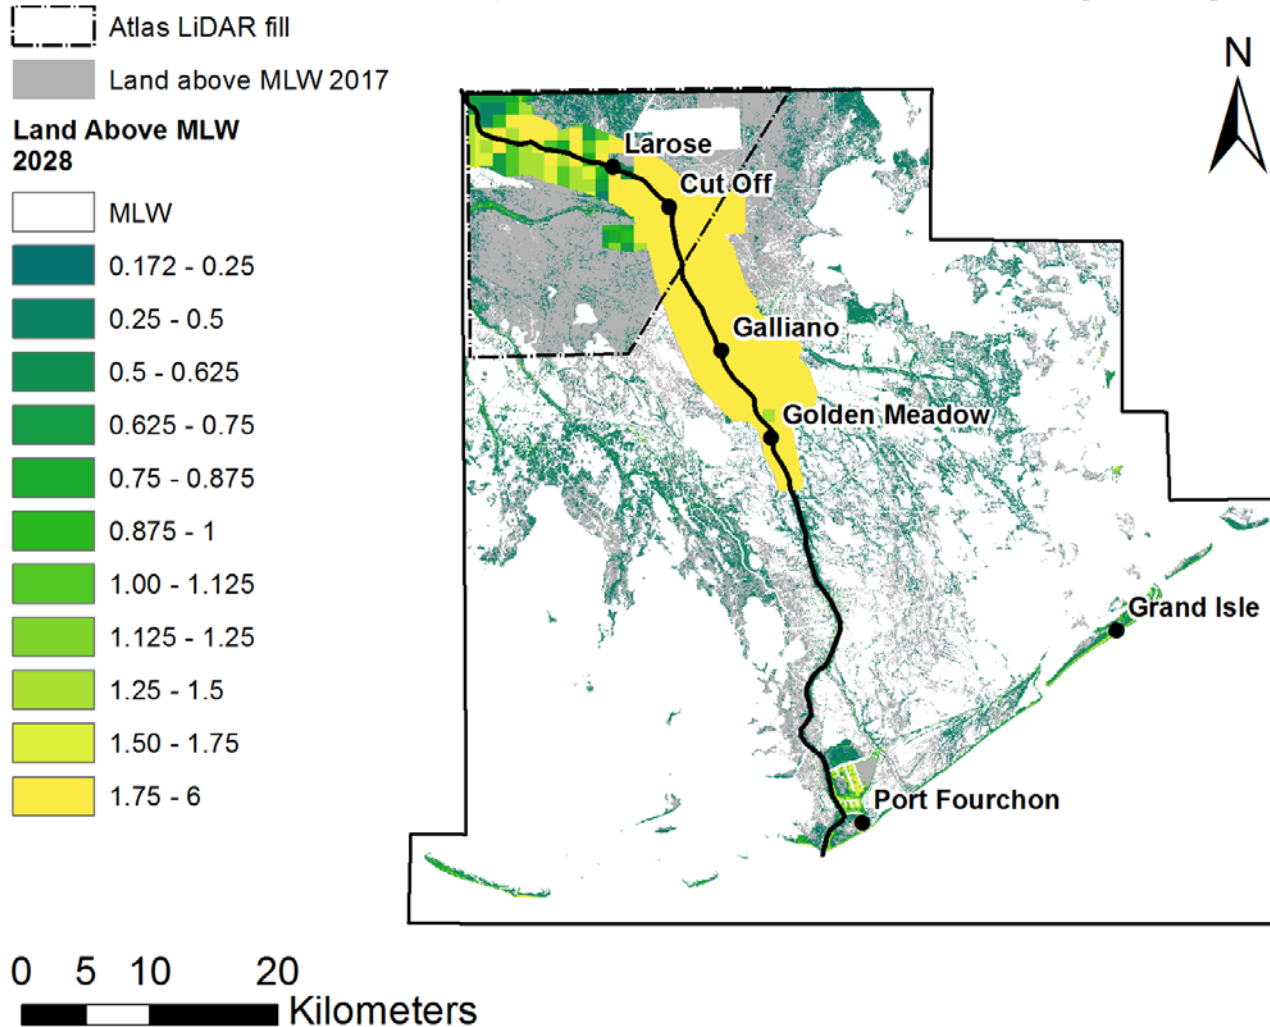 Atlas LiDAR fill
Land above MLW 2017
Land Above MLW
2028
MLW
0.172 - 0.25
0.25 - 0.5
0.5 - 0.625
0.625 - 0.75
0.75 - 0.875
0.875 - 1
1.00 - 1.125
1.125 - 1.25
1.25 - 1.5
1.50 - 1.75
1.75 - 6
N
Larose
Cut Off
Galliano
Golden Meadow
Grand Isle
Port Fourchon
0 5 10 20
Kilometers